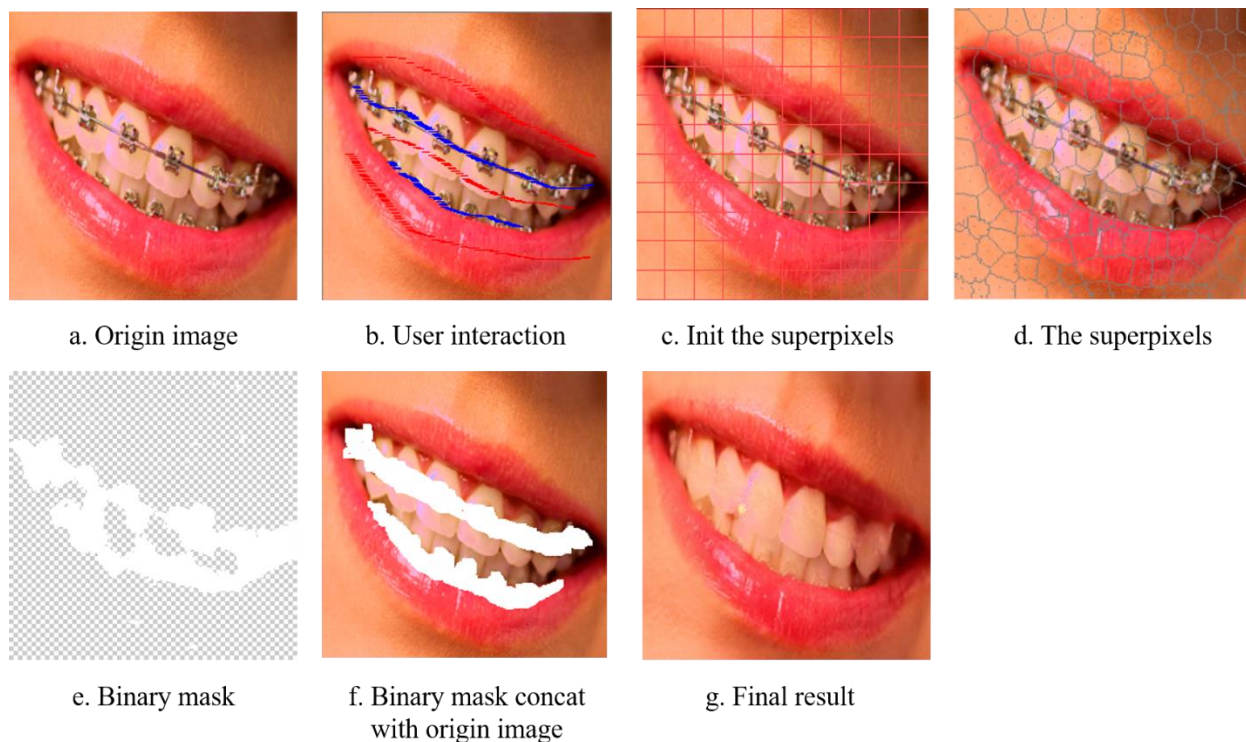 a. Origin image
b. User interaction
c. Init the superpixels
d. The superpixels
e. Binary mask
f. Binary mask concat
with origin image
g. Final result